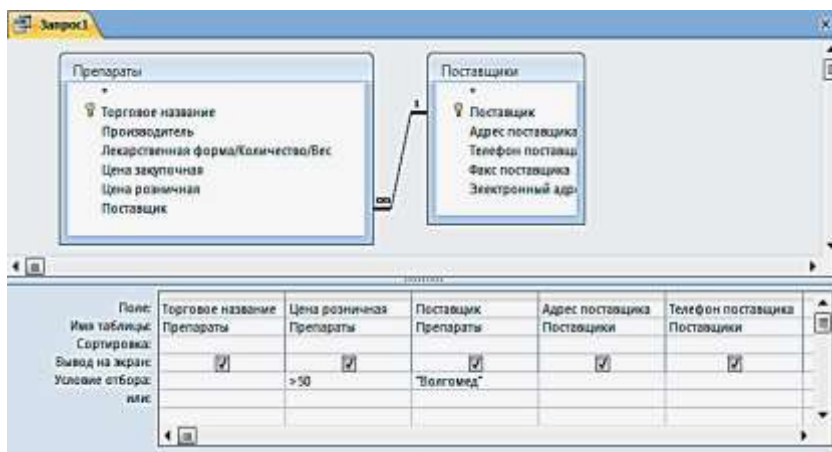 Запрос1
Препараты
*
Торговое название
Производитель
Лекарственная форма/Количество/Вес
Цена закупочная
Цена розничная
Поставщик
∞
1
Поставщики
*
Поставщик
Адрес поставщика
Телефон поставщ
Факс поставщика
Электронный адр
Поле: Торговое название Цена розничная Поставщик Адрес поставщика Телефон поставщика
Имя таблицы: Препараты Препараты Препараты Поставщики Поставщики
Сортировка:
Вывод на экран:
Условие отбора: >50 "Волгомед"
или: